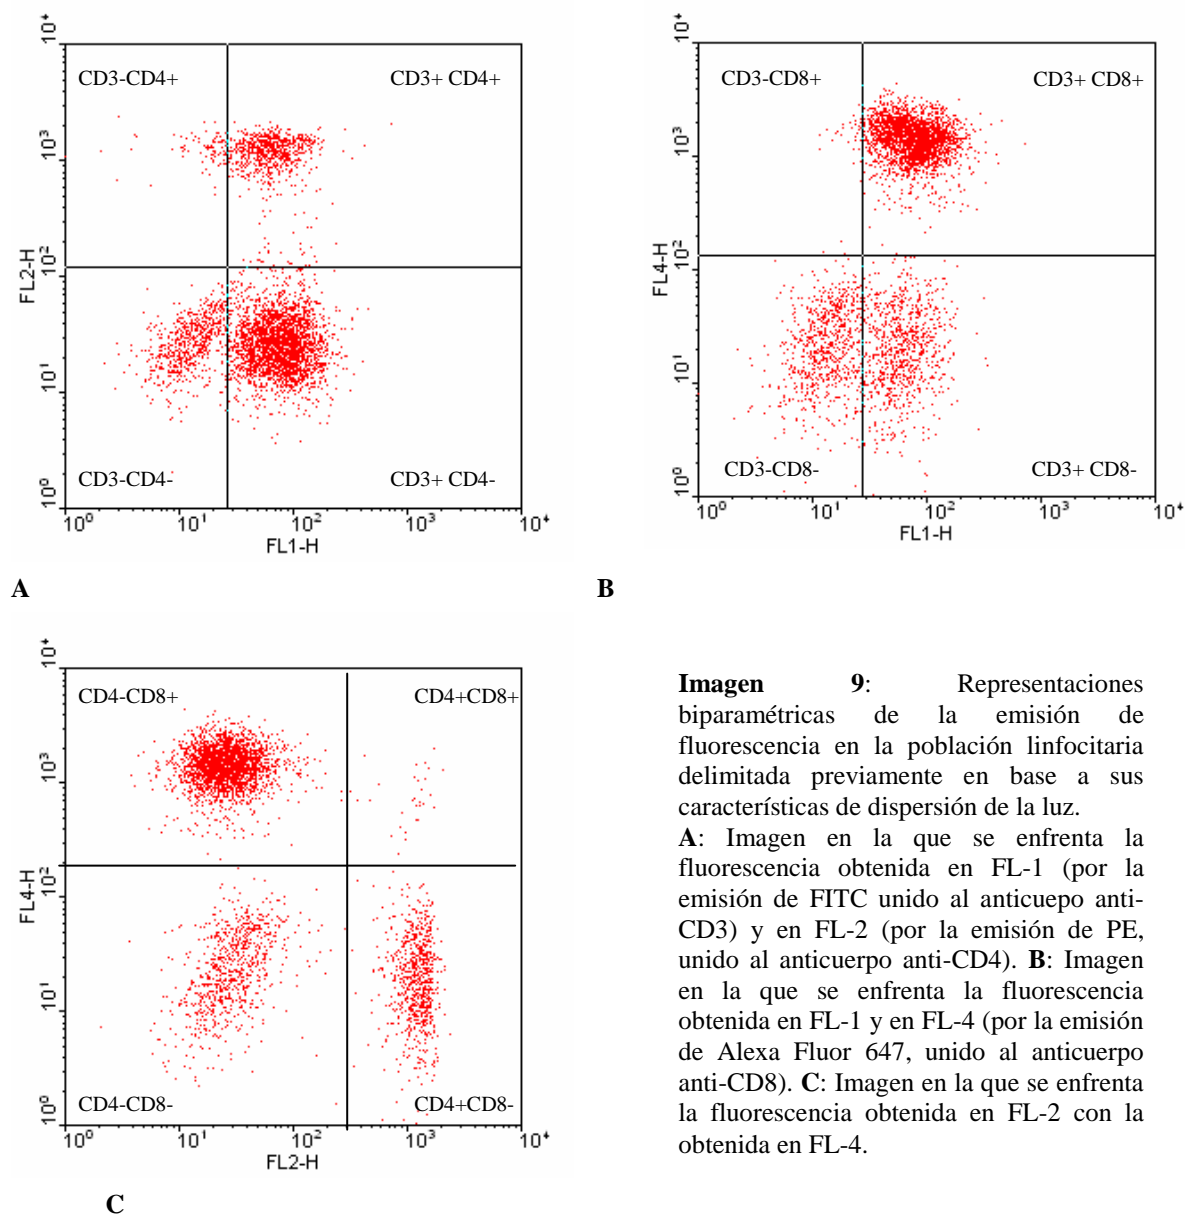 CD3-CD4+
CD3+ CD4+
CD3-CD4-
CD3+ CD4-
FL2-H
10⁰
10¹
10²
10³
10⁴
10⁰ 10¹ 10² 10³ 10⁴
FL1-H
A
CD3-CD8+
CD3+ CD8+
CD3-CD8-
CD3+ CD8-
FL4-H
10⁰
10¹
10²
10³
10⁴
10⁰ 10¹ 10² 10³ 10⁴
FL1-H
B
CD4-CD8+
CD4+CD8+
CD4-CD8-
CD4+CD8-
FL4-H
10⁰
10¹
10²
10³
10⁴
10⁰ 10¹ 10² 10³ 10⁴
FL2-H
C
Imagen 9: Representaciones
biparamétricas de la emisión de
fluorescencia en la población linfocitaria
delimitada previamente en base a sus
características de dispersión de la luz.
A: Imagen en la que se enfrenta la
fluorescencia obtenida en FL-1 (por la
emisión de FITC unido al anticuepo anti-
CD3) y en FL-2 (por la emisión de PE,
unido al anticuerpo anti-CD4). B: Imagen
en la que se enfrenta la fluorescencia
obtenida en FL-1 y en FL-4 (por la emisión
de Alexa Fluor 647, unido al anticuerpo
anti-CD8). C: Imagen en la que se enfrenta
la fluorescencia obtenida en FL-2 con la
obtenida en FL-4.